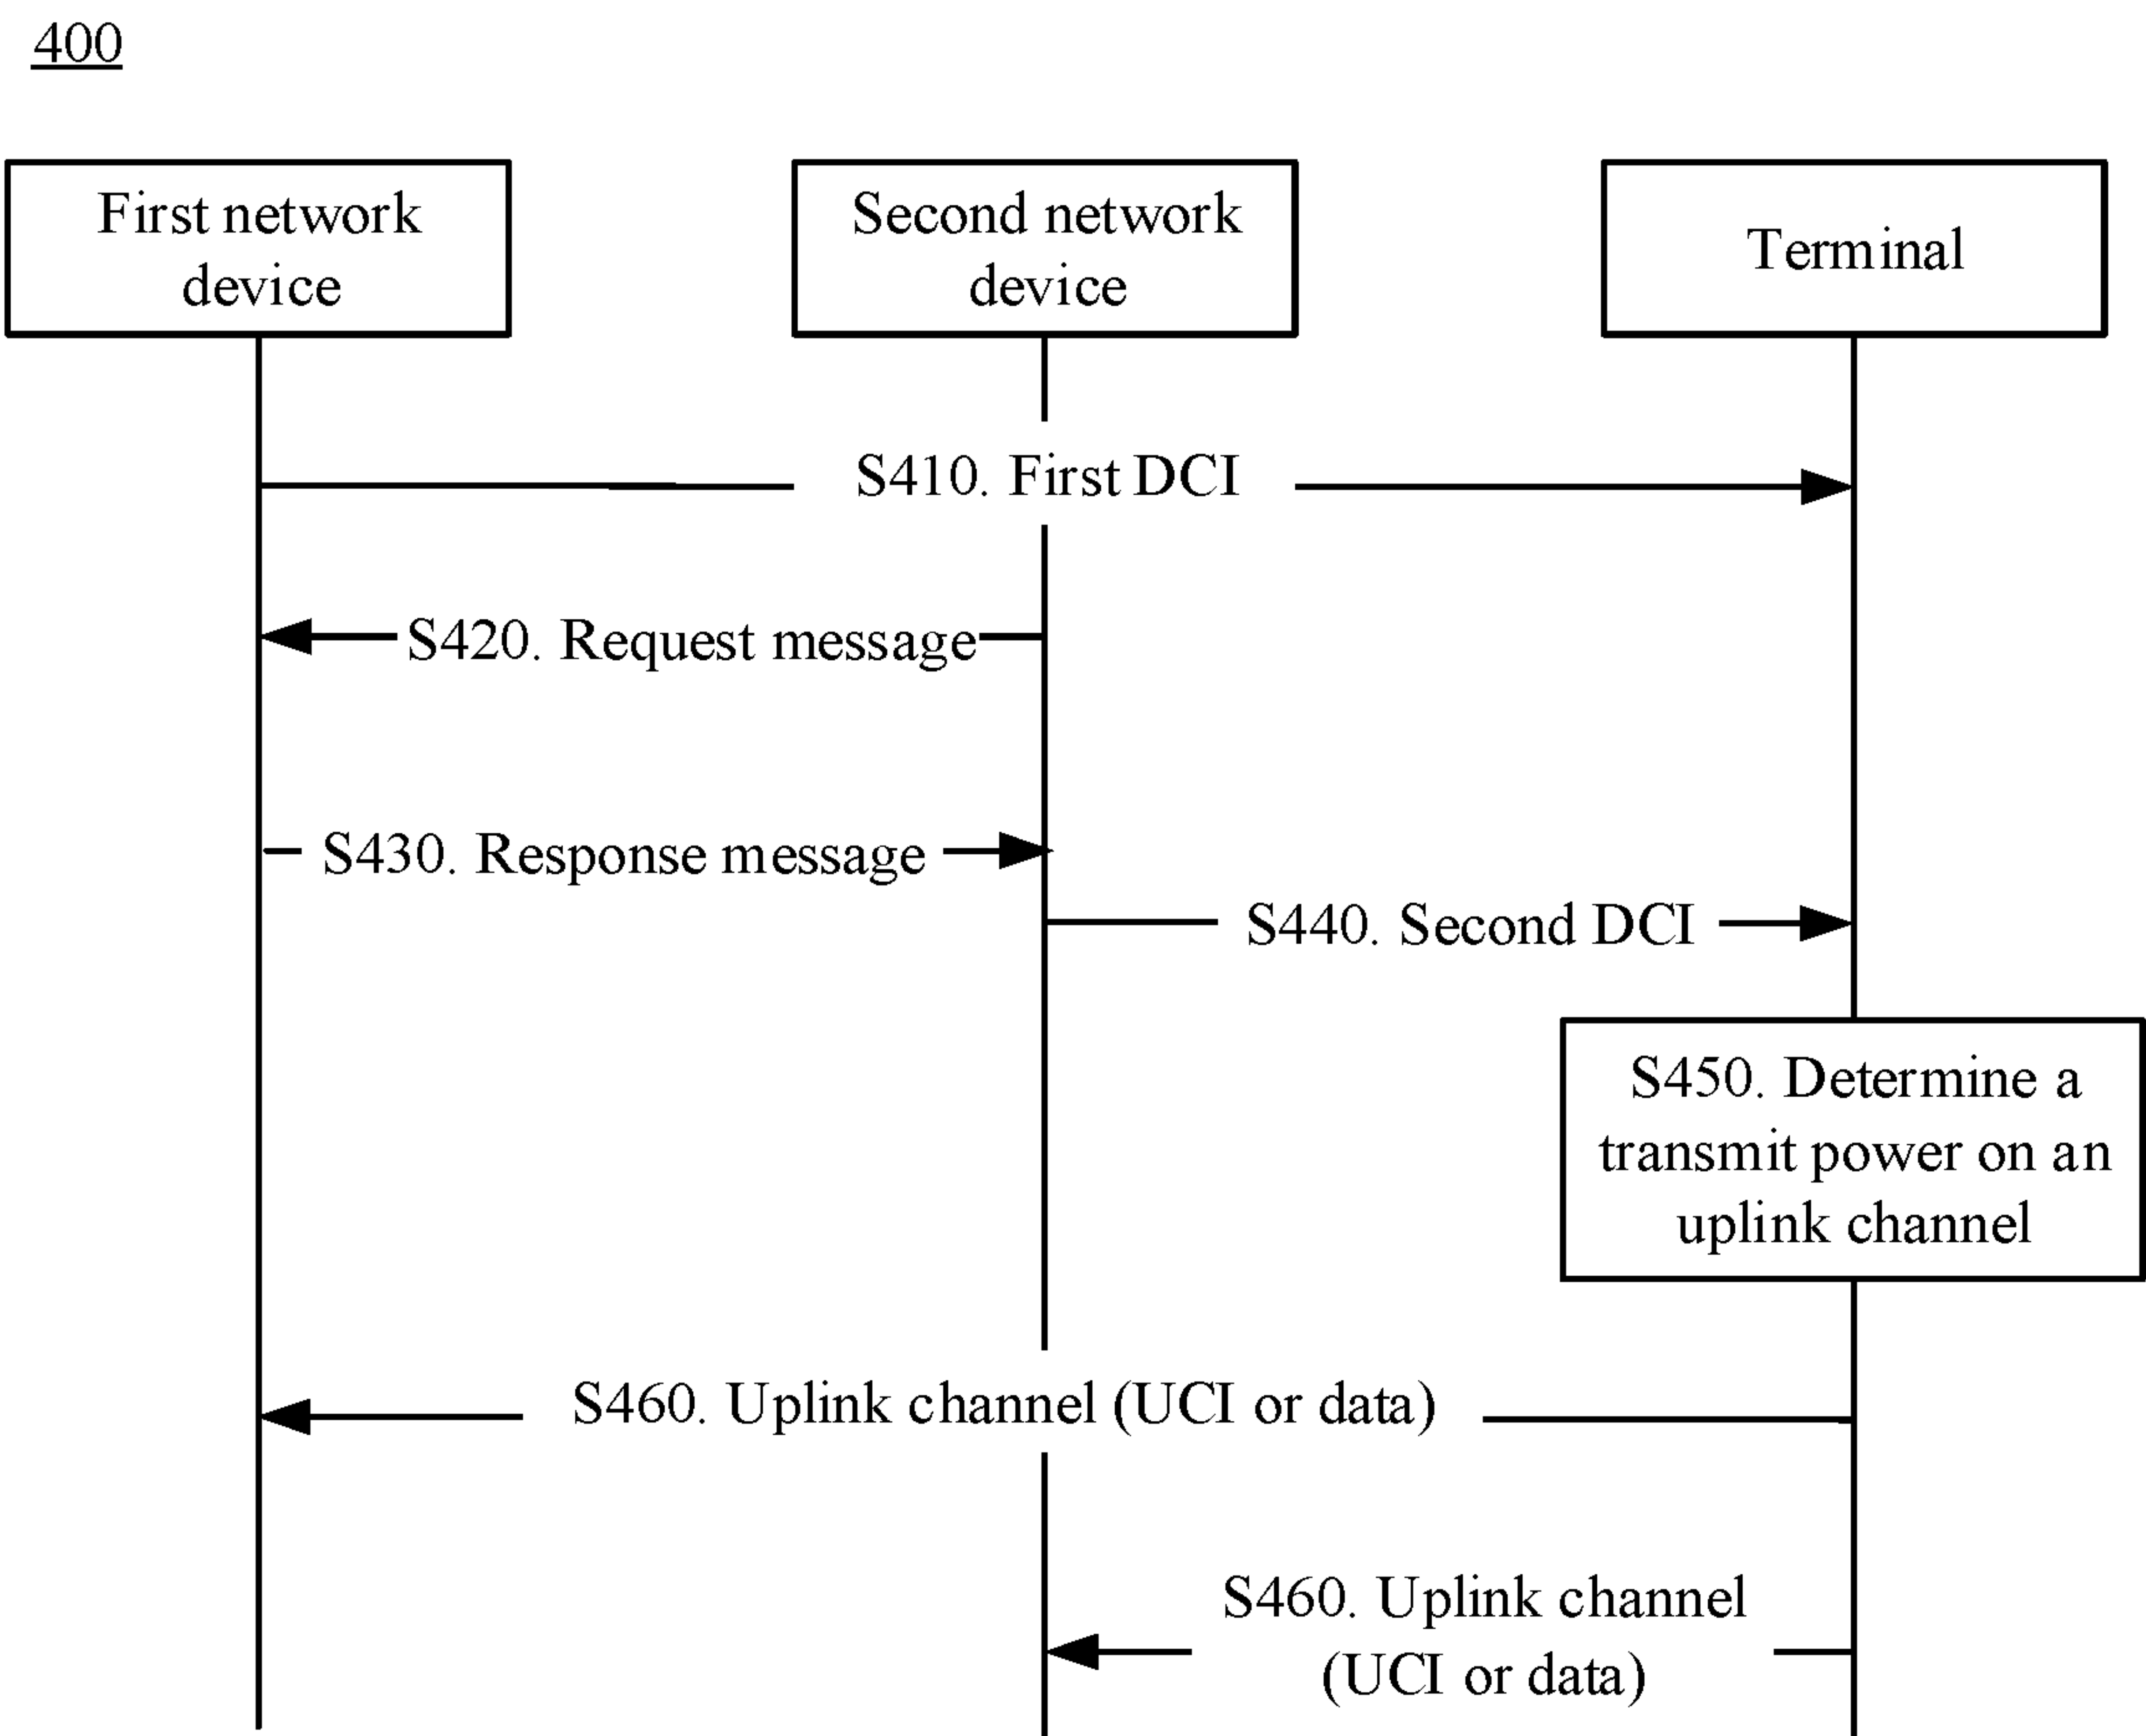 400
First network
device
Second network
device
Terminal
S410. First DCI
S420. Request message
S430. Response message
S440. Second DCI
S450. Determine a
transmit power on an
uplink channel
S460. Uplink channel (UCI or data)
S460. Uplink channel
(UCI or data)